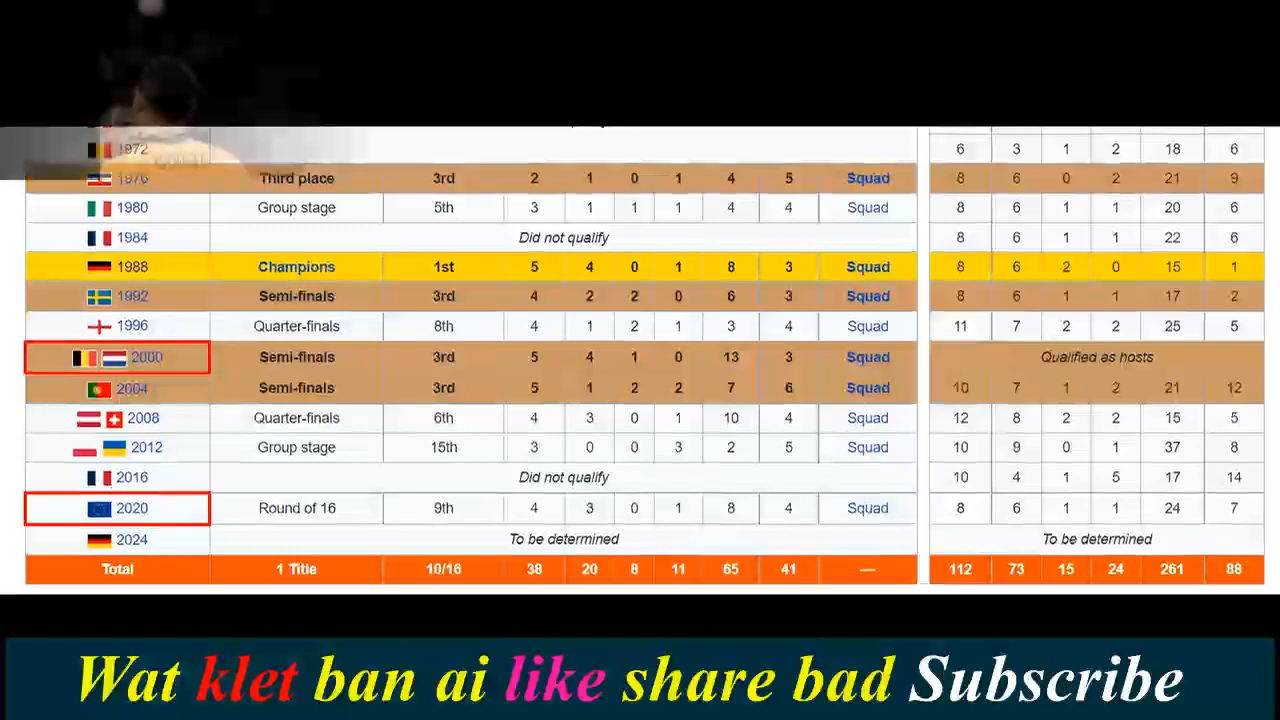 1972 6 3 1 2 18 6
1976 Third place 3rd 2 1 0 1 4 5 Squad 8 6 0 2 21 9
1980 Group stage 5th 3 1 1 1 4 4 Squad 8 6 1 1 20 6
1984 Did not qualify 8 6 1 1 22 6
1988 Champions 1st 5 4 0 1 8 3 Squad 8 6 2 0 15 1
1992 Semi-finals 3rd 4 2 2 0 6 3 Squad 8 6 1 1 17 2
1996 Quarter-finals 8th 4 1 2 1 3 4 Squad 11 7 2 2 25 5
2000 Semi-finals 3rd 5 4 1 0 13 3 Squad Qualified as hosts
2004 Semi-finals 3rd 5 1 2 2 7 6 Squad 10 7 1 2 21 12
2008 Quarter-finals 6th 4 3 0 1 10 4 Squad 12 8 2 2 15 5
2012 Group stage 15th 3 0 0 3 2 5 Squad 10 9 0 1 37 8
2016 Did not qualify 10 4 1 5 17 14
2020 Round of 16 9th 4 3 0 1 8 4 Squad 8 6 1 1 24 7
2024 To be determined To be determined
Total 1 Title 10/16 38 20 8 11 65 41 — 112 73 15 24 261 88
Wat klet ban ai like share bad Subscribe